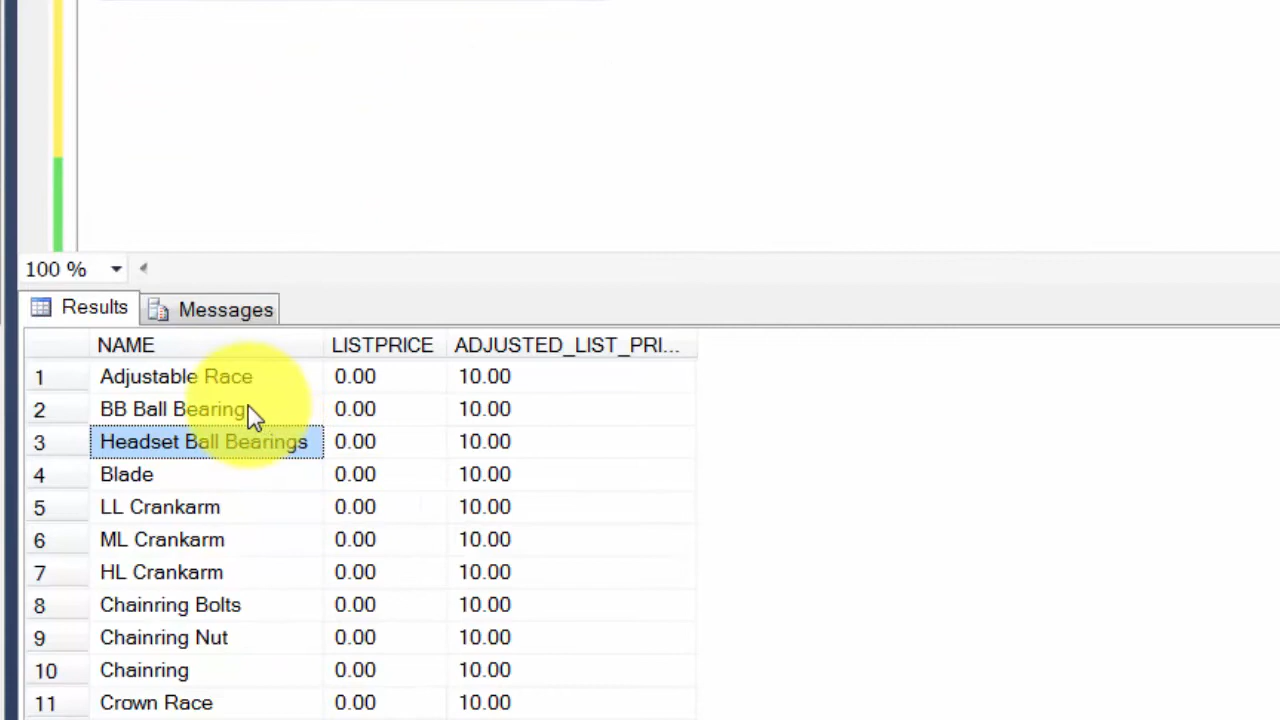 100 %
Results Messages
NAME LISTPRICE ADJUSTED_LIST_PRI...
1 Adjustable Race 0.00 10.00
2 BB Ball Bearing 0.00 10.00
3 Headset Ball Bearings 0.00 10.00
4 Blade 0.00 10.00
5 LL Crankarm 0.00 10.00
6 ML Crankarm 0.00 10.00
7 HL Crankarm 0.00 10.00
8 Chainring Bolts 0.00 10.00
9 Chainring Nut 0.00 10.00
10 Chainring 0.00 10.00
11 Crown Race 0.00 10.00